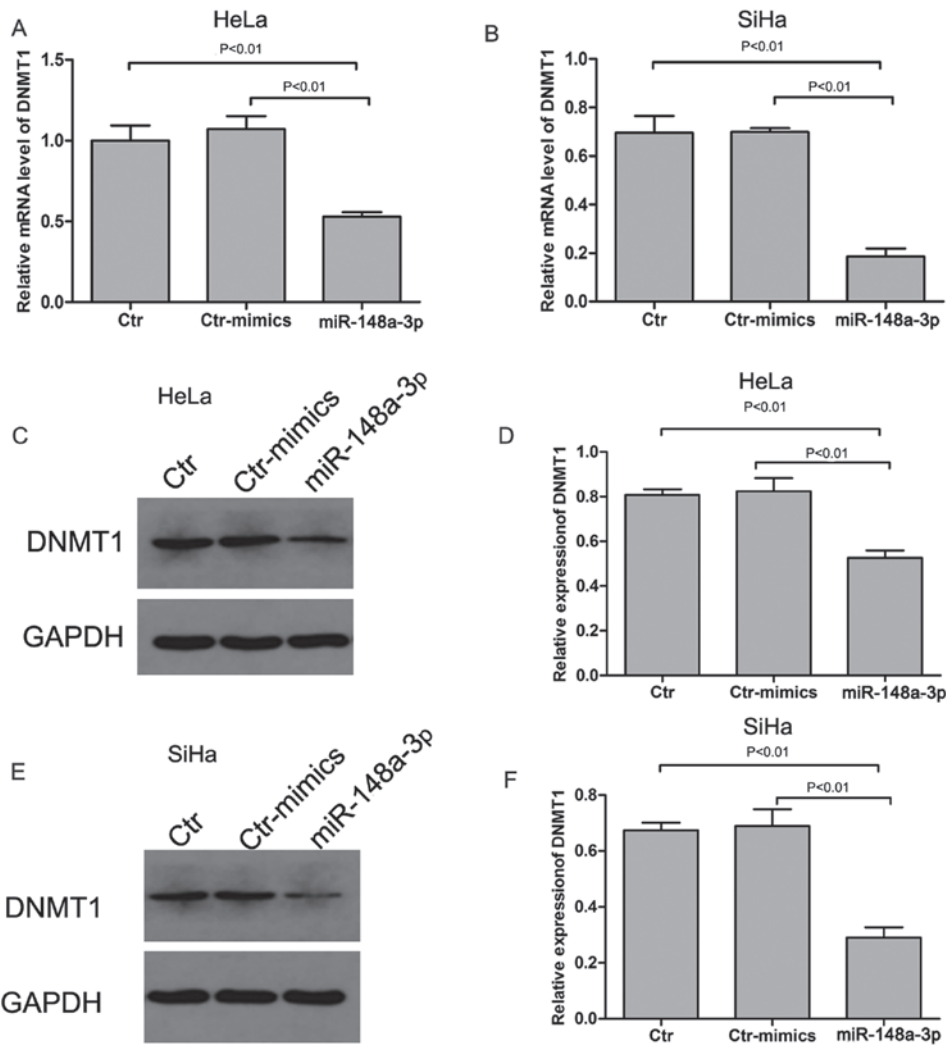 A
HeLa
P<0.01
P<0.01
Relative mRNA level of DNMT1
1.5
1.0
0.5
0.0
Ctr
Ctr-mimics
miR-148a-3p
B
SiHa
P<0.01
P<0.01
Relative mRNA level of DNMT1
1.0
0.8
0.6
0.4
0.2
0.0
Ctr
Ctr-mimics
miR-148a-3p
C
HeLa
Ctr
Ctr-mimics
miR-148a-3p
DNMT1
GAPDH
D
HeLa
P<0.01
P<0.01
Relative expressionof DNMT1
1.0
0.8
0.6
0.4
0.2
0.0
Ctr
Ctr-mimics
miR-148a-3p
E
SiHa
Ctr
Ctr-mimics
miR-148a-3p
DNMT1
GAPDH
F
SiHa
P<0.01
P<0.01
Relative expressionof DNMT1
0.8
0.6
0.4
0.2
0.0
Ctr
Ctr-mimics
miR-148a-3p